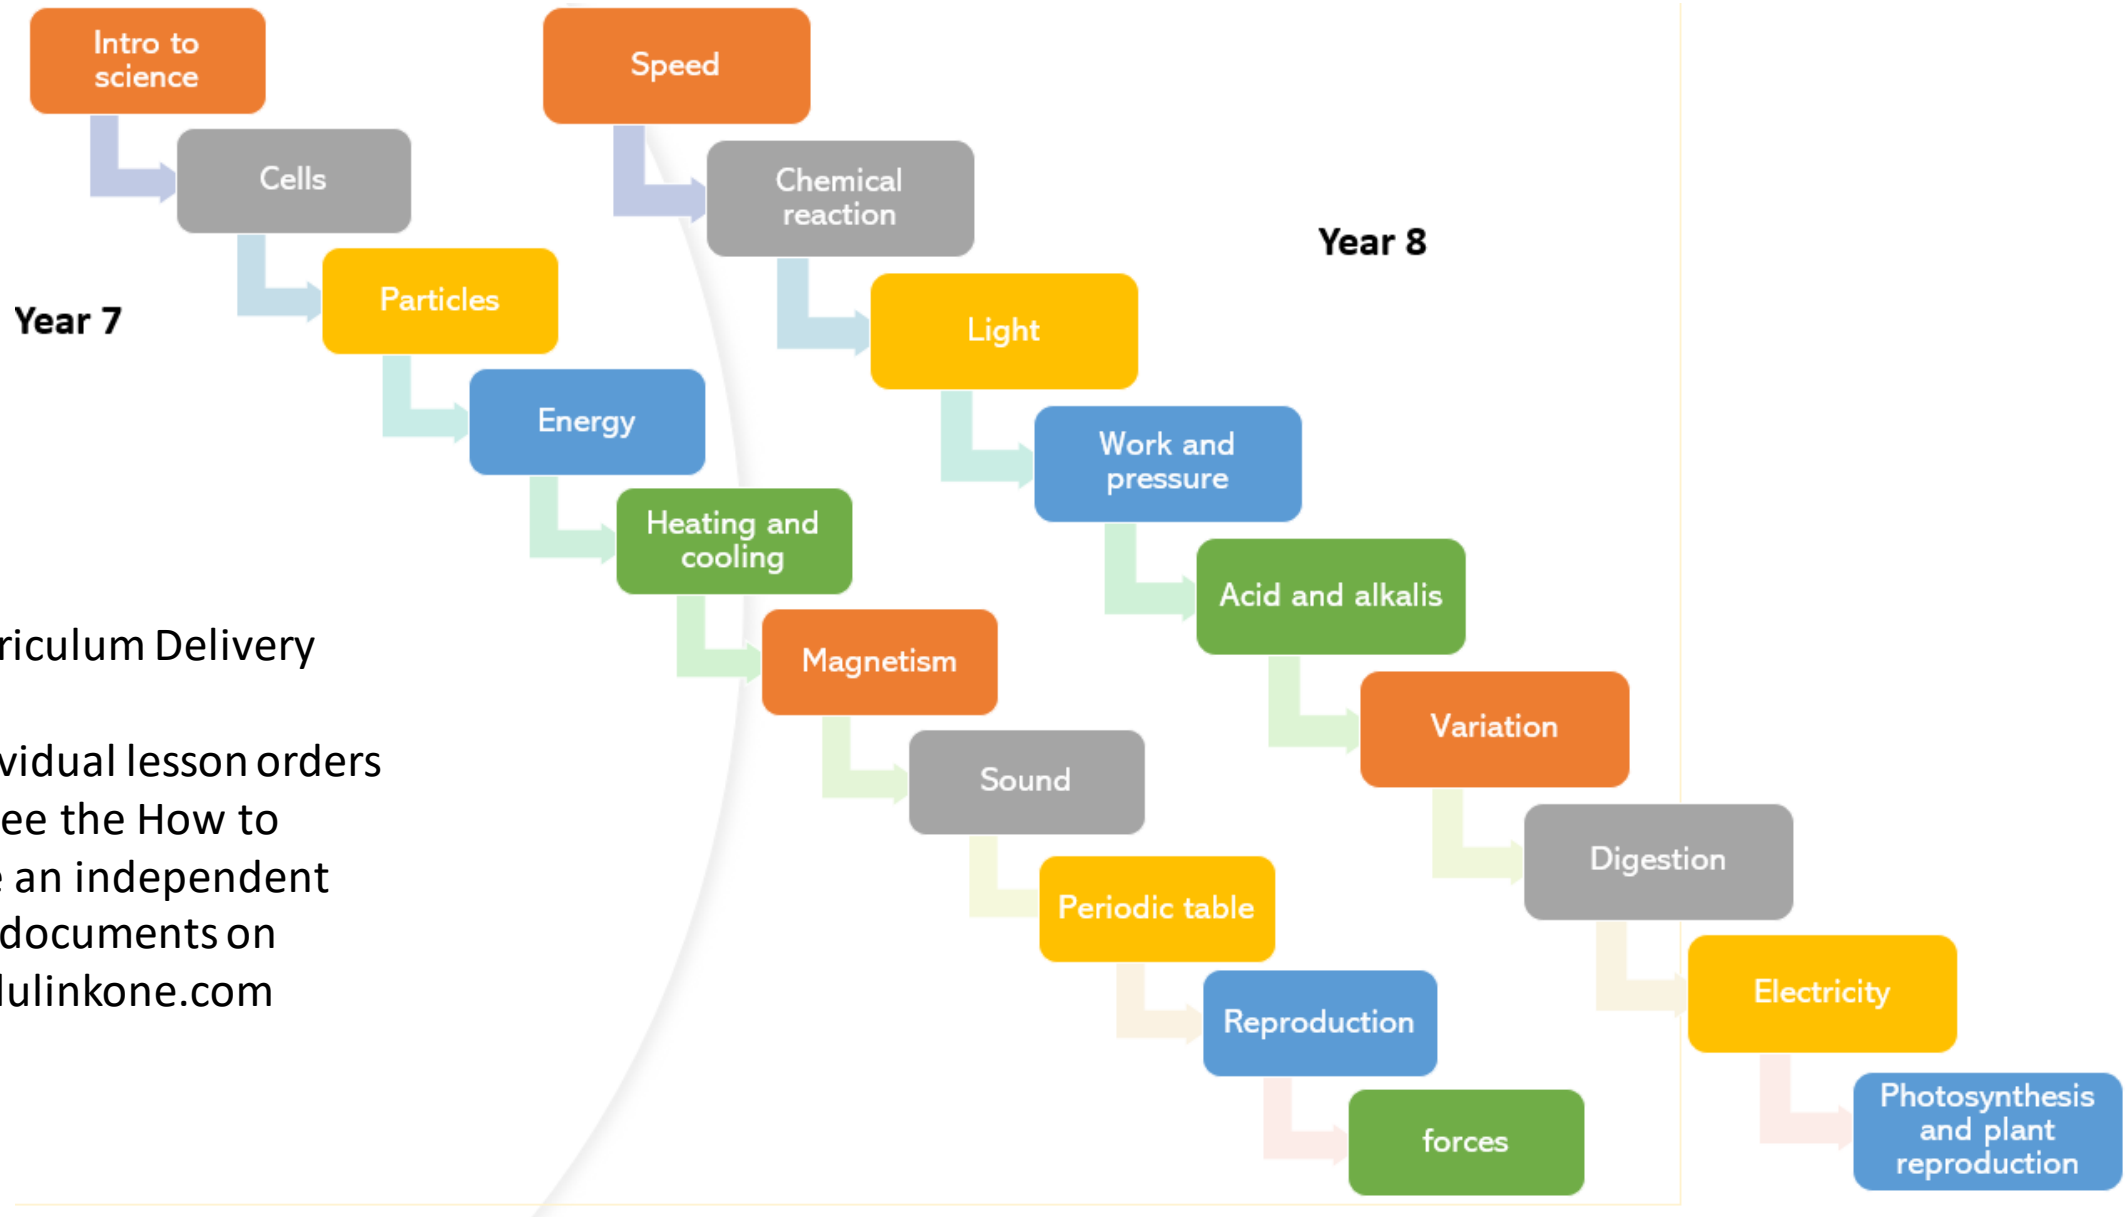 Year 7
Intro to
science
Cells
Particles
Energy
Heating and
cooling
Magnetism
Sound
Periodic table
Reproduction
forces
Year 8
Speed
Chemical
reaction
Light
Work and
pressure
Acid and alkalis
Variation
Digestion
Electricity
Photosynthesis
and plant
reproduction
riculum Delivery
vidual lesson orders
ee the How to
e an independent
documents on
lulinkone.com